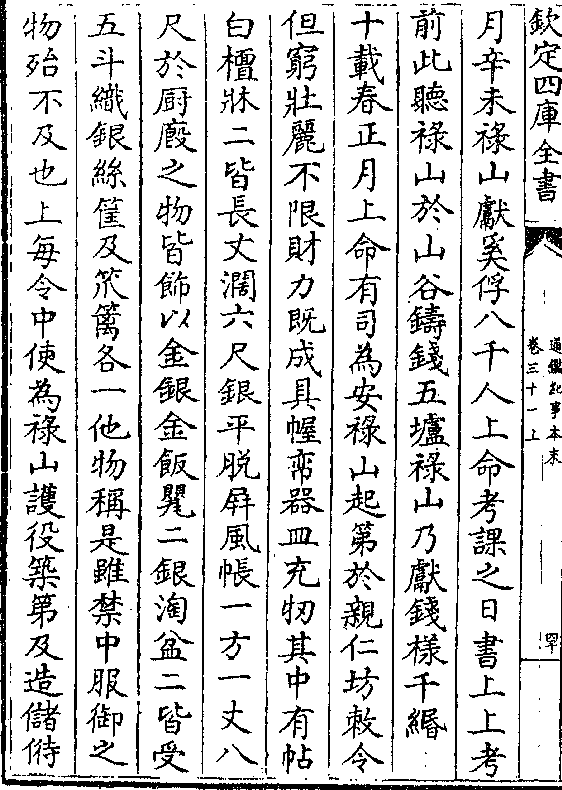 欽定四庫全書
通鑑紀事本末
卷三十一上
罕
月辛未祿山獻奚俘八千人上命考課之日書上上考
前此聽祿山於山谷鑄錢五壚祿山乃獻錢樣千緡
十載春正月上命有司為安祿山起第於親仁坊敕令
但窮壯麗不限財力既成具幄帟器皿充牣其中有帖
白檀牀二皆長丈濶六尺銀平脫屏風帳一方一丈八
尺於厨廏之物皆飾以金銀金飯甖二銀淘盆二皆受
五斗織銀絲筐及笊篱各一他物稱是雖禁中服御之
物殆不及也上每令中使為祿山護役築第及造儲偫